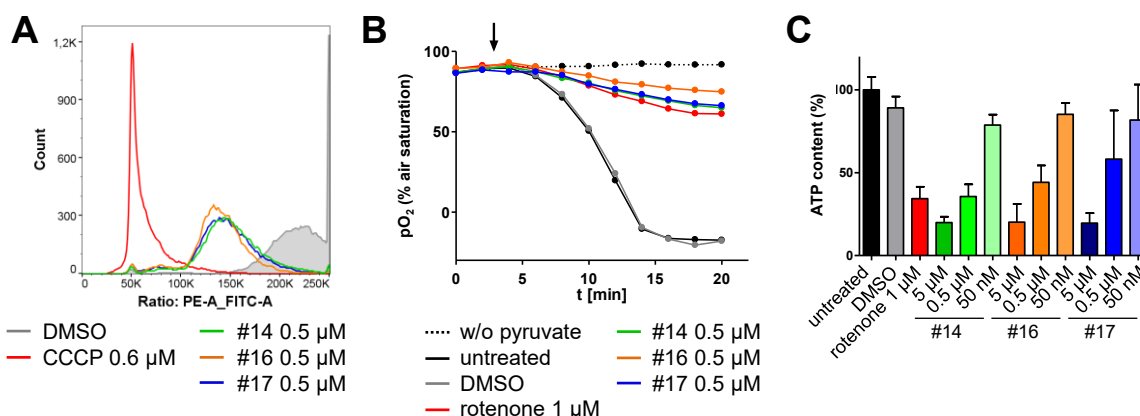 A
Count
1,2K
900
600
300
0
0
50K
100K
150K
200K
250K
Ratio: PE-A_FITC-A
DMSO
CCCP 0.6 µM
#14 0.5 µM
#16 0.5 µM
#17 0.5 µM
B
pO2 (% air saturation)
100
50
0
0
5
10
15
20
t [min]
w/o pyruvate
untreated
DMSO
rotenone 1 µM
#14 0.5 µM
#16 0.5 µM
#17 0.5 µM
C
ATP content (%)
100
50
0
untreated
DMSO
rotenone 1 µM
5 µM
0.5 µM
50 nM
5 µM
0.5 µM
50 nM
5 µM
0.5 µM
50 nM
#14
#16
#17